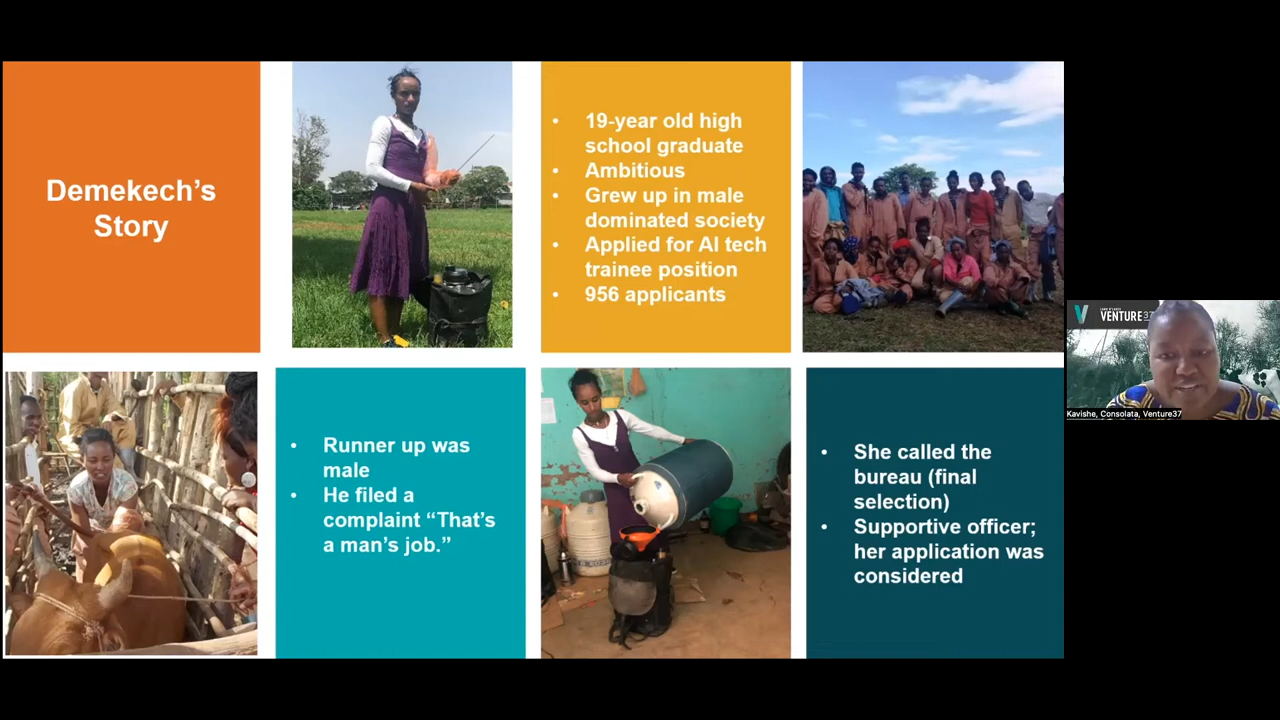 Demekech’s
Story
• 19-year old high
school graduate
• Ambitious
• Grew up in male
dominated society
• Applied for AI tech
trainee position
• 956 applicants
• Runner up was
male
• He filed a
complaint “That’s
a man’s job.”
• She called the
bureau (final
selection)
• Supportive officer;
her application was
considered
VENTURE37
Kavishe, Consolata, Venture37